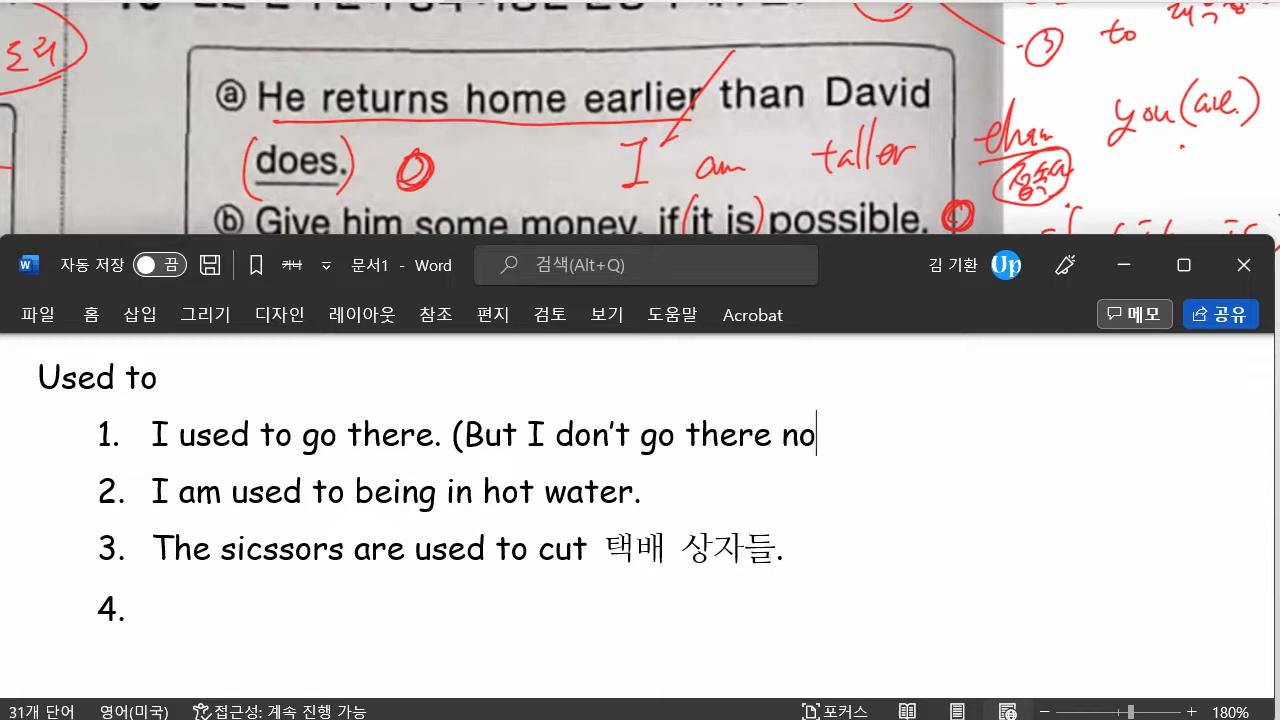 to
도리
ⓐ He returns home earlier than David
you (are.)
than
does. I am taller
접속사
ⓑ Give him some money, if it is possible.
자동 저장 끔 가나 문서1 - Word 검색(Alt+Q) 김 기환 Up
파일 홈 삽입 그리기 디자인 레이아웃 참조 편지 검토 보기 도움말 Acrobat 메모 공유
Used to
1. I used to go there. (But I don't go there no
2. I am used to being in hot water.
3. The sicssors are used to cut 택배 상자들.
4.
31개 단어 영어(미국) 접근성: 계속 진행 가능 포커스 180%